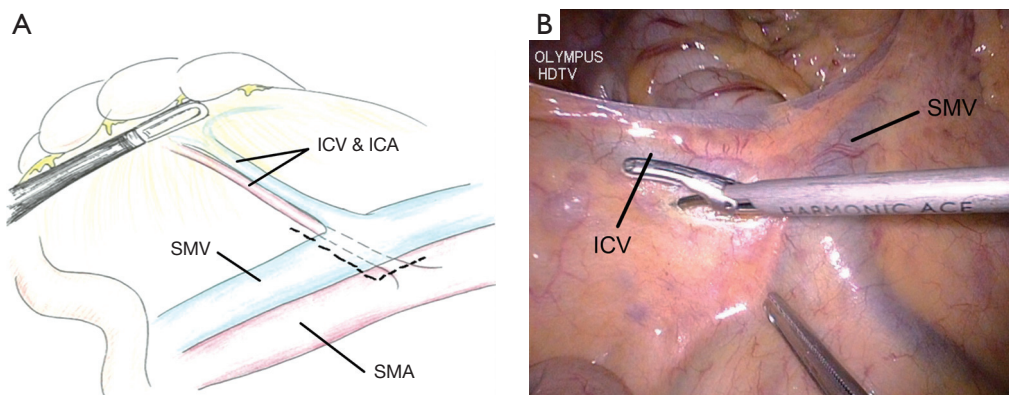 A
ICV & ICA
SMV
SMA
B
OLYMPUS
HDTV
SMV
HARMONIC ACE
ICV